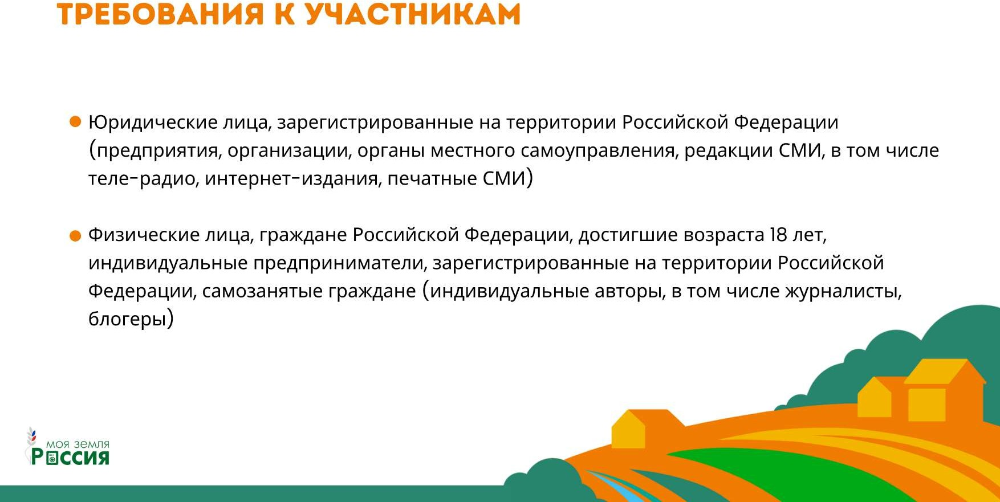 ТРЕБОВАНИЯ К УЧАСТНИКАМ
Юридические лица, зарегистрированные на территории Российской Федерации
(предприятия, организации, органы местного самоуправления, редакции СМИ, в том числе
теле-радио, интернет-издания, печатные СМИ)
Физические лица, граждане Российской Федерации, достигшие возраста 18 лет,
индивидуальные предприниматели, зарегистрированные на территории Российской
Федерации, самозанятые граждане (индивидуальные авторы, в том числе журналисты,
блогеры)
моя земля
Россия